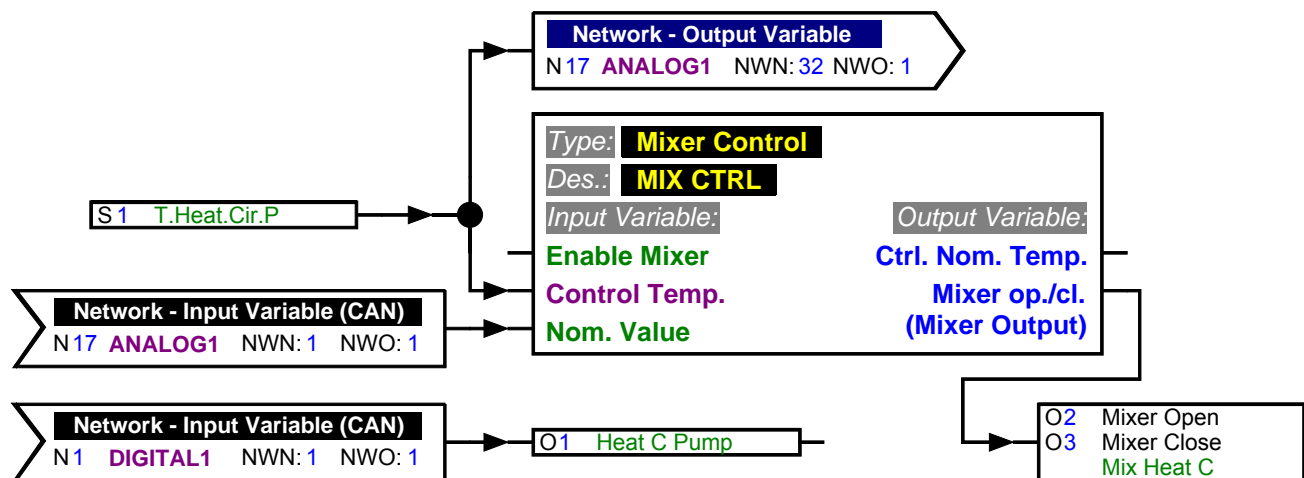 Network - Output Variable
N 17 ANALOG1 NWN: 32 NWO: 1
Type: Mixer Control
Des.: MIX CTRL
S 1 T.Heat.Cir.P
Input Variable: Output Variable:
Enable Mixer Ctrl. Nom. Temp.
Control Temp. Mixer op./cl.
Nom. Value (Mixer Output)
Network - Input Variable (CAN)
N 17 ANALOG1 NWN: 1 NWO: 1
Network - Input Variable (CAN)
N 1 DIGITAL1 NWN: 1 NWO: 1
O1 Heat C Pump
O2 Mixer Open
O3 Mixer Close
Mix Heat C